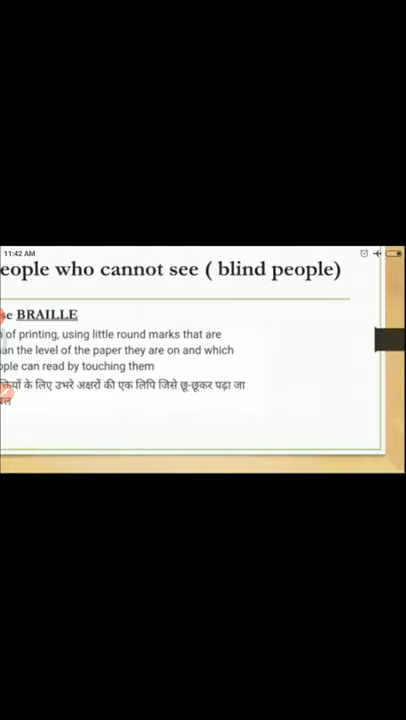 11:42 AM
eople who cannot see ( blind people)
se BRAILLE
of printing, using little round marks that are
an the level of the paper they are on and which
ople can read by touching them
के लिए उभरे अक्षरों की एक लिपि जिसे छू-छूकर पढ़ा जा